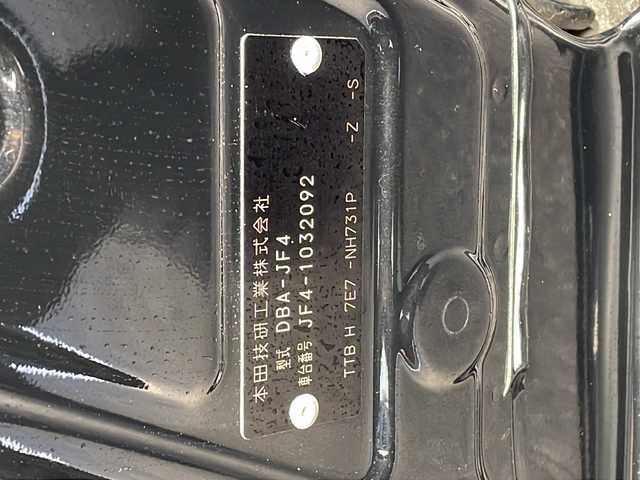 本田技研工業株式会社
型式 DBA-JF4
車台番号 JF4-1032092
TTB H 7E7 -NH731P -Z -S